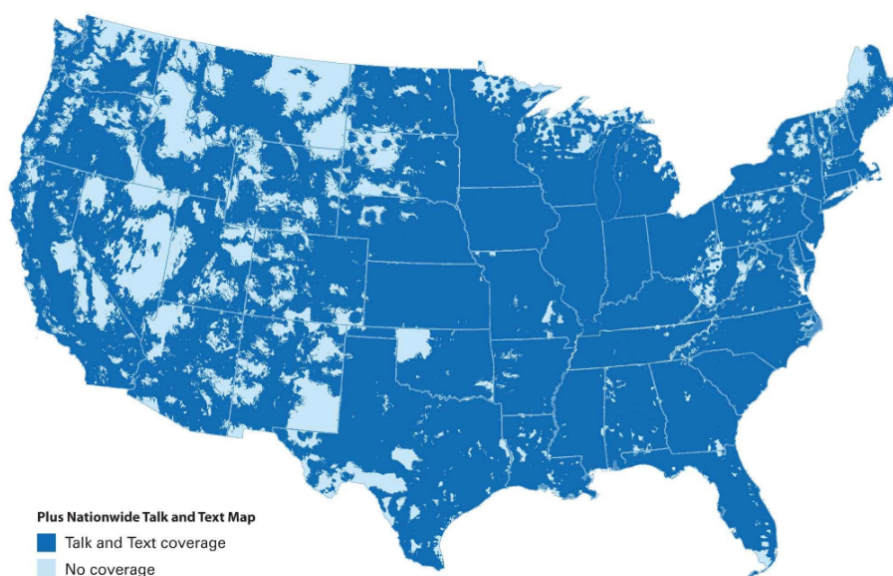 Plus Nationwide Talk and Text Map
Talk and Text coverage
No coverage